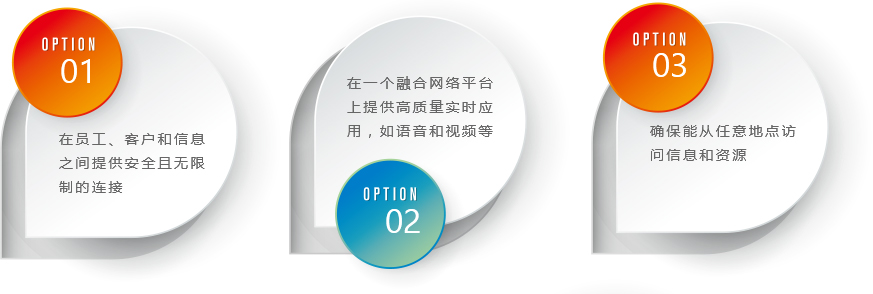 OPTION
01
在员工、客户和信息
之间提供安全且无限
制的连接
在一个融合网络平台
上提供高质量实时应
用，如语音和视频等
OPTION
02
OPTION
03
确保能从任意地点访
问信息和资源